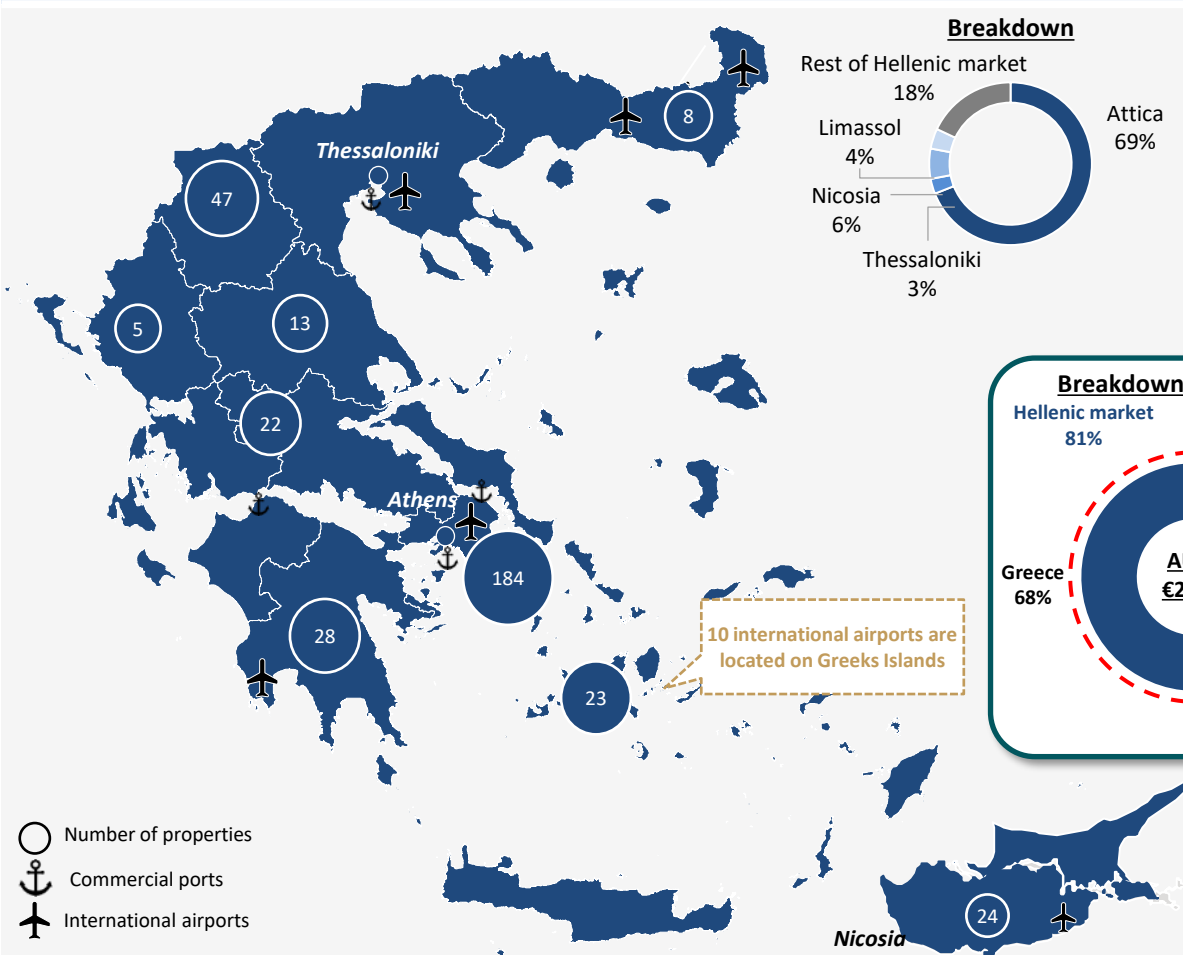 Breakdown
Rest of Hellenic market
18%
Attica
69%
Limassol
4%
Nicosia
6%
Thessaloniki
3%
8
Thessaloniki
47
5
13
22
Athens
184
28
23
10 international airports are
located on Greeks Islands
Breakdown
Hellenic market
81%
Greece
68%
€2
Number of properties
Commercial ports
International airports
24
Nicosia